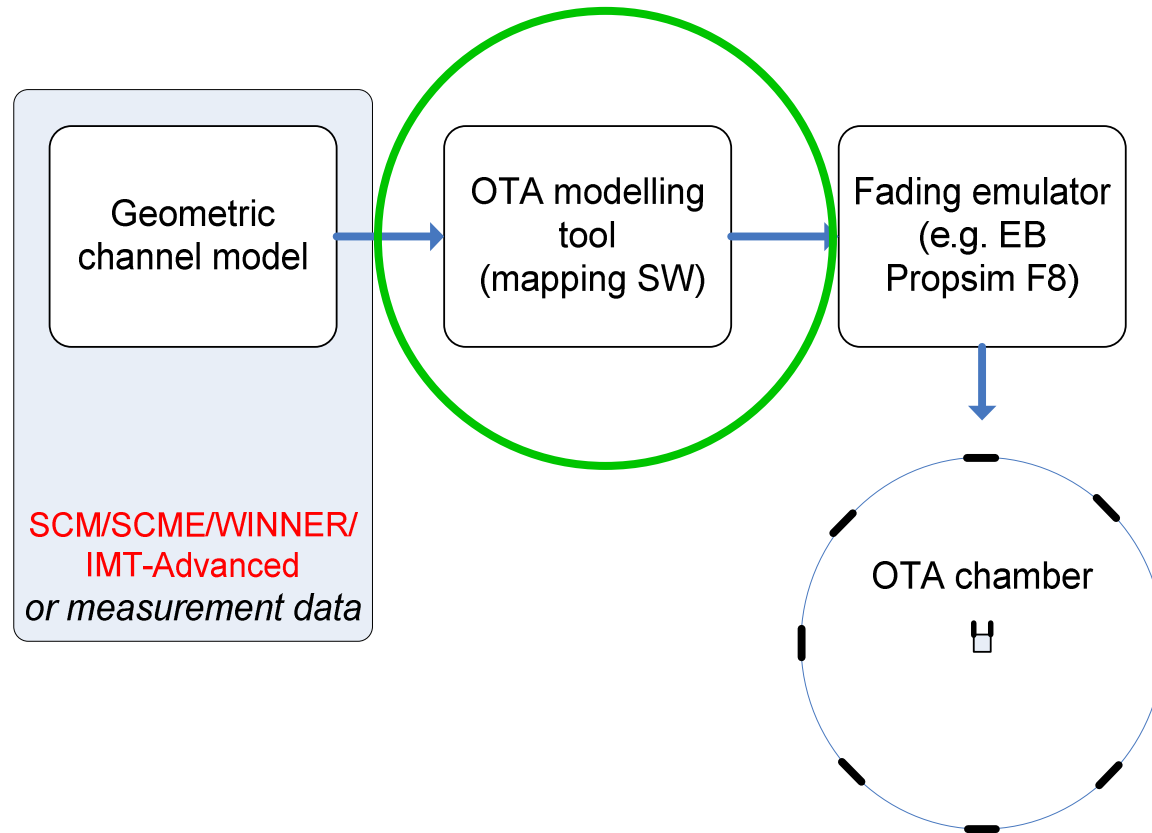 Geometric
channel model
OTA modelling
tool
(mapping SW)
Fading emulator
(e.g. EB
Propsim F8)
SCM/SCME/WINNER/
IMT-Advanced
or measurement data
OTA chamber